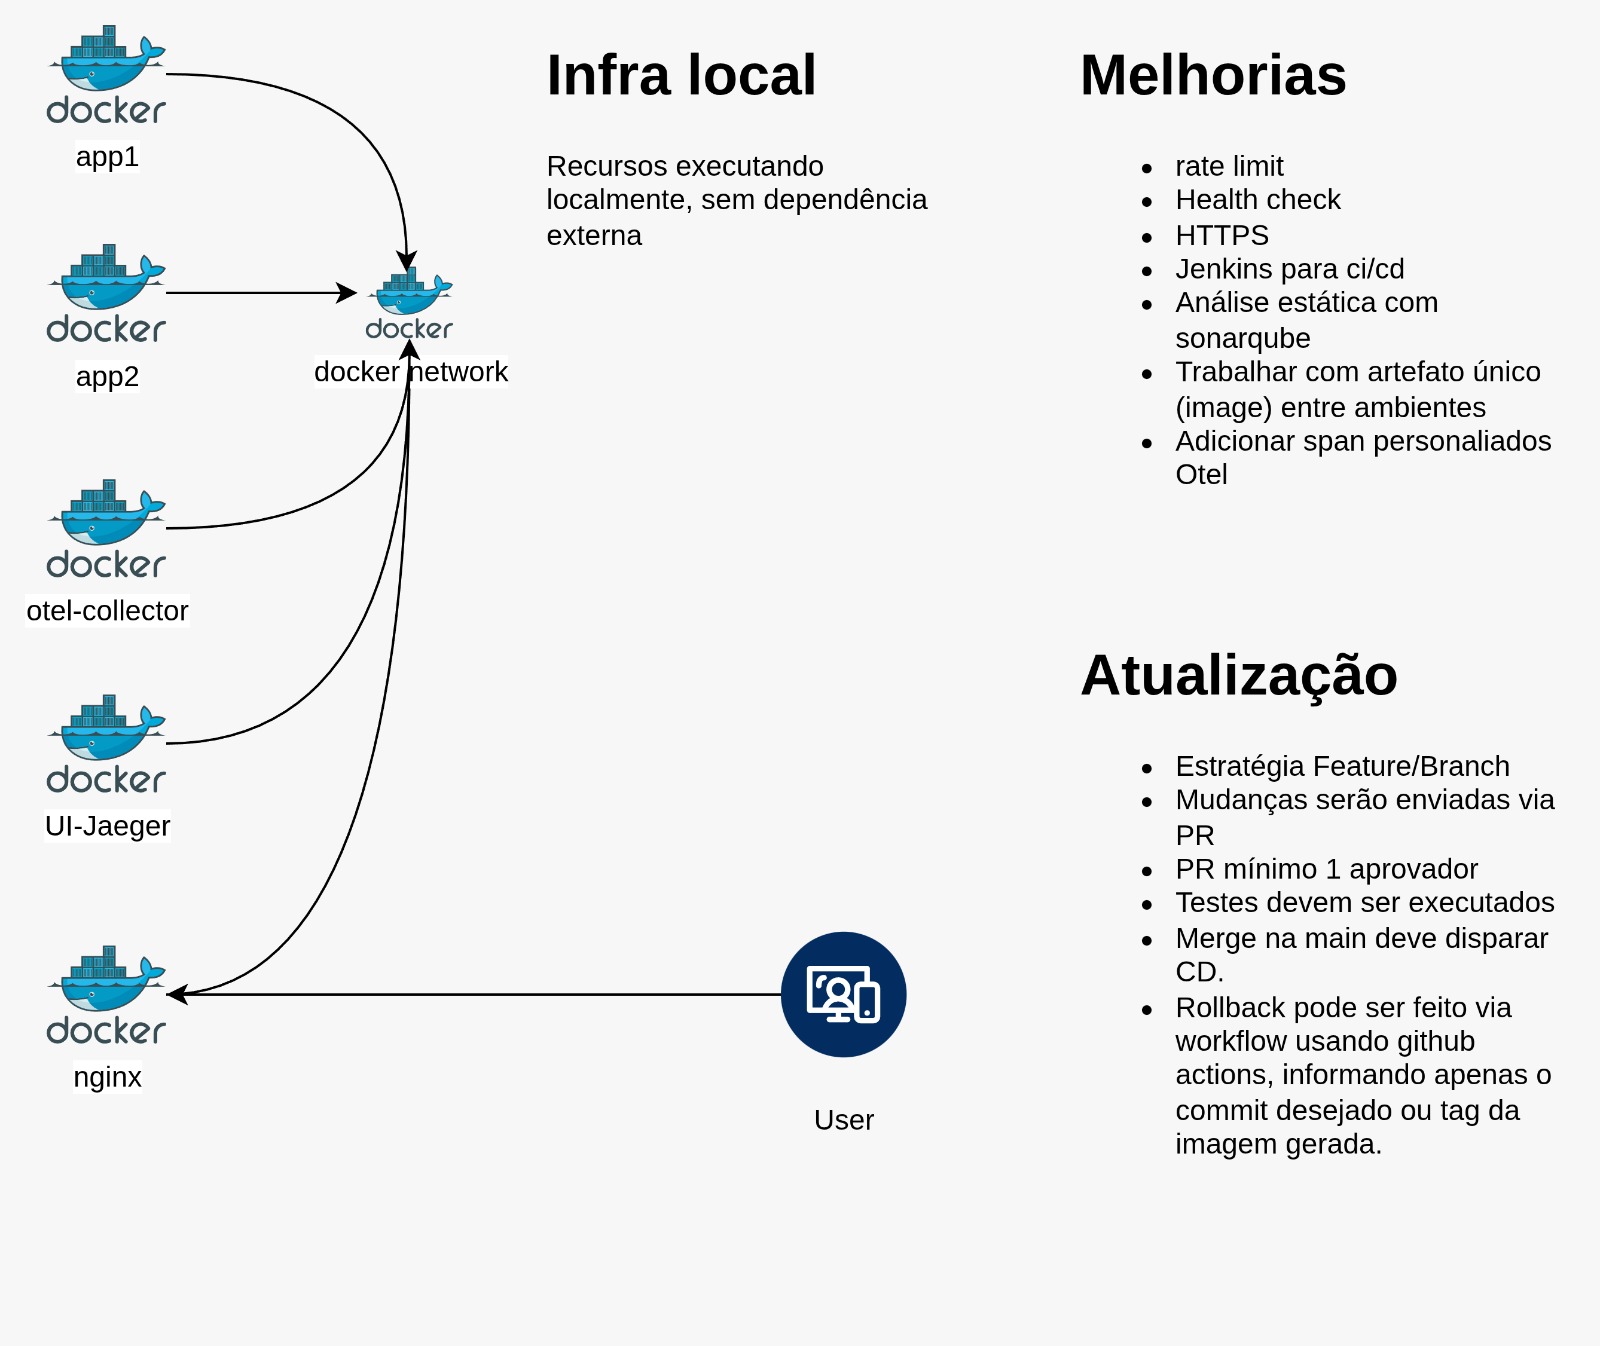 docker
app1
docker
app2
docker
docker network
docker
otel-collector
docker
UI-Jaeger
docker
nginx
User
Infra local
Recursos executando
localmente, sem dependência
externa
Melhorias
• rate limit
• Health check
• HTTPS
• Jenkins para ci/cd
• Análise estática com
sonarqube
• Trabalhar com artefato único
(image) entre ambientes
• Adicionar span personaliados
Otel
Atualização
• Estratégia Feature/Branch
• Mudanças serão enviadas via
PR
• PR mínimo 1 aprovador
• Testes devem ser executados
• Merge na main deve disparar
CD.
• Rollback pode ser feito via
workflow usando github
actions, informando apenas o
commit desejado ou tag da
imagem gerada.